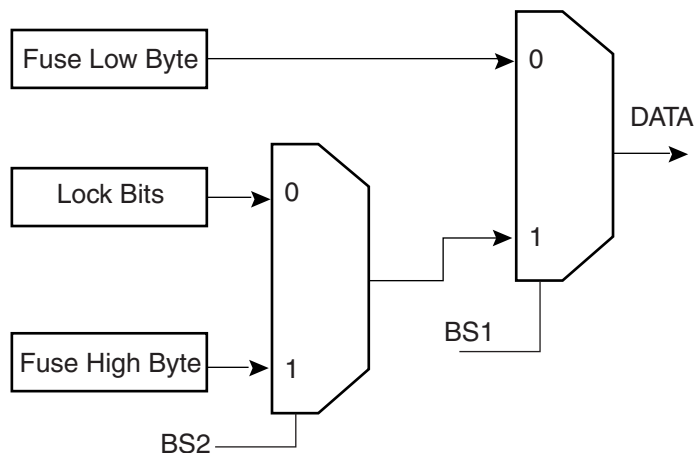 Fuse Low Byte
0
DATA
Lock Bits
0
1
BS1
Fuse High Byte
1
BS2